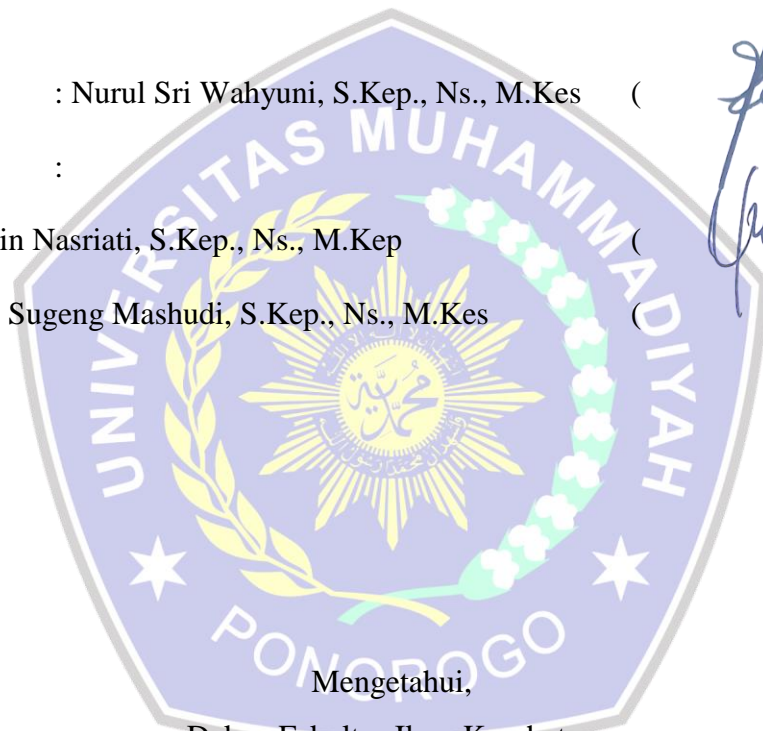 : Nurul Sri Wahyuni, S.Kep., Ns., M.Kes (
:
in Nasriati, S.Kep., Ns., M.Kep (
Sugeng Mashudi, S.Kep., Ns., M.Kes (
UNIVERSITAS MUHAMMADIYAH
PONOROGO
محمدية
Mengetahui,